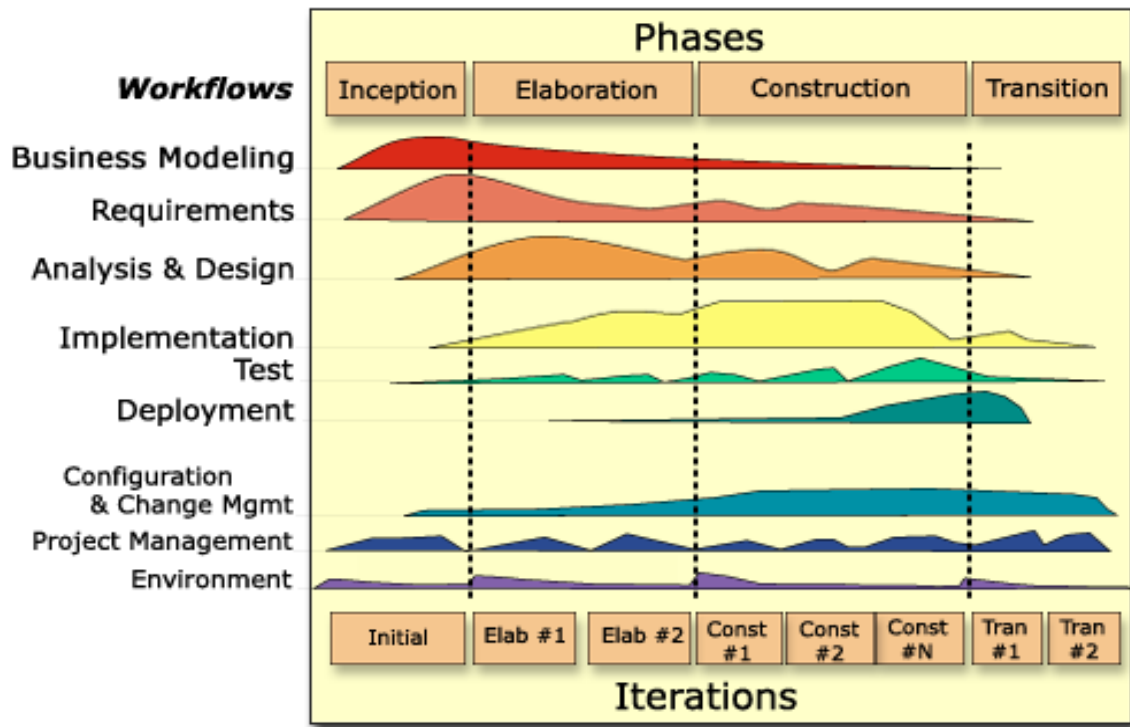 Phases
Workflows
Inception
Elaboration
Construction
Transition
Business Modeling
Requirements
Analysis & Design
Implementation
Test
Deployment
Configuration
& Change Mgmt
Project Management
Environment
Initial
Elab #1
Elab #2
Const
#1
Const
#2
Const
#N
Tran
#1
Tran
#2
Iterations